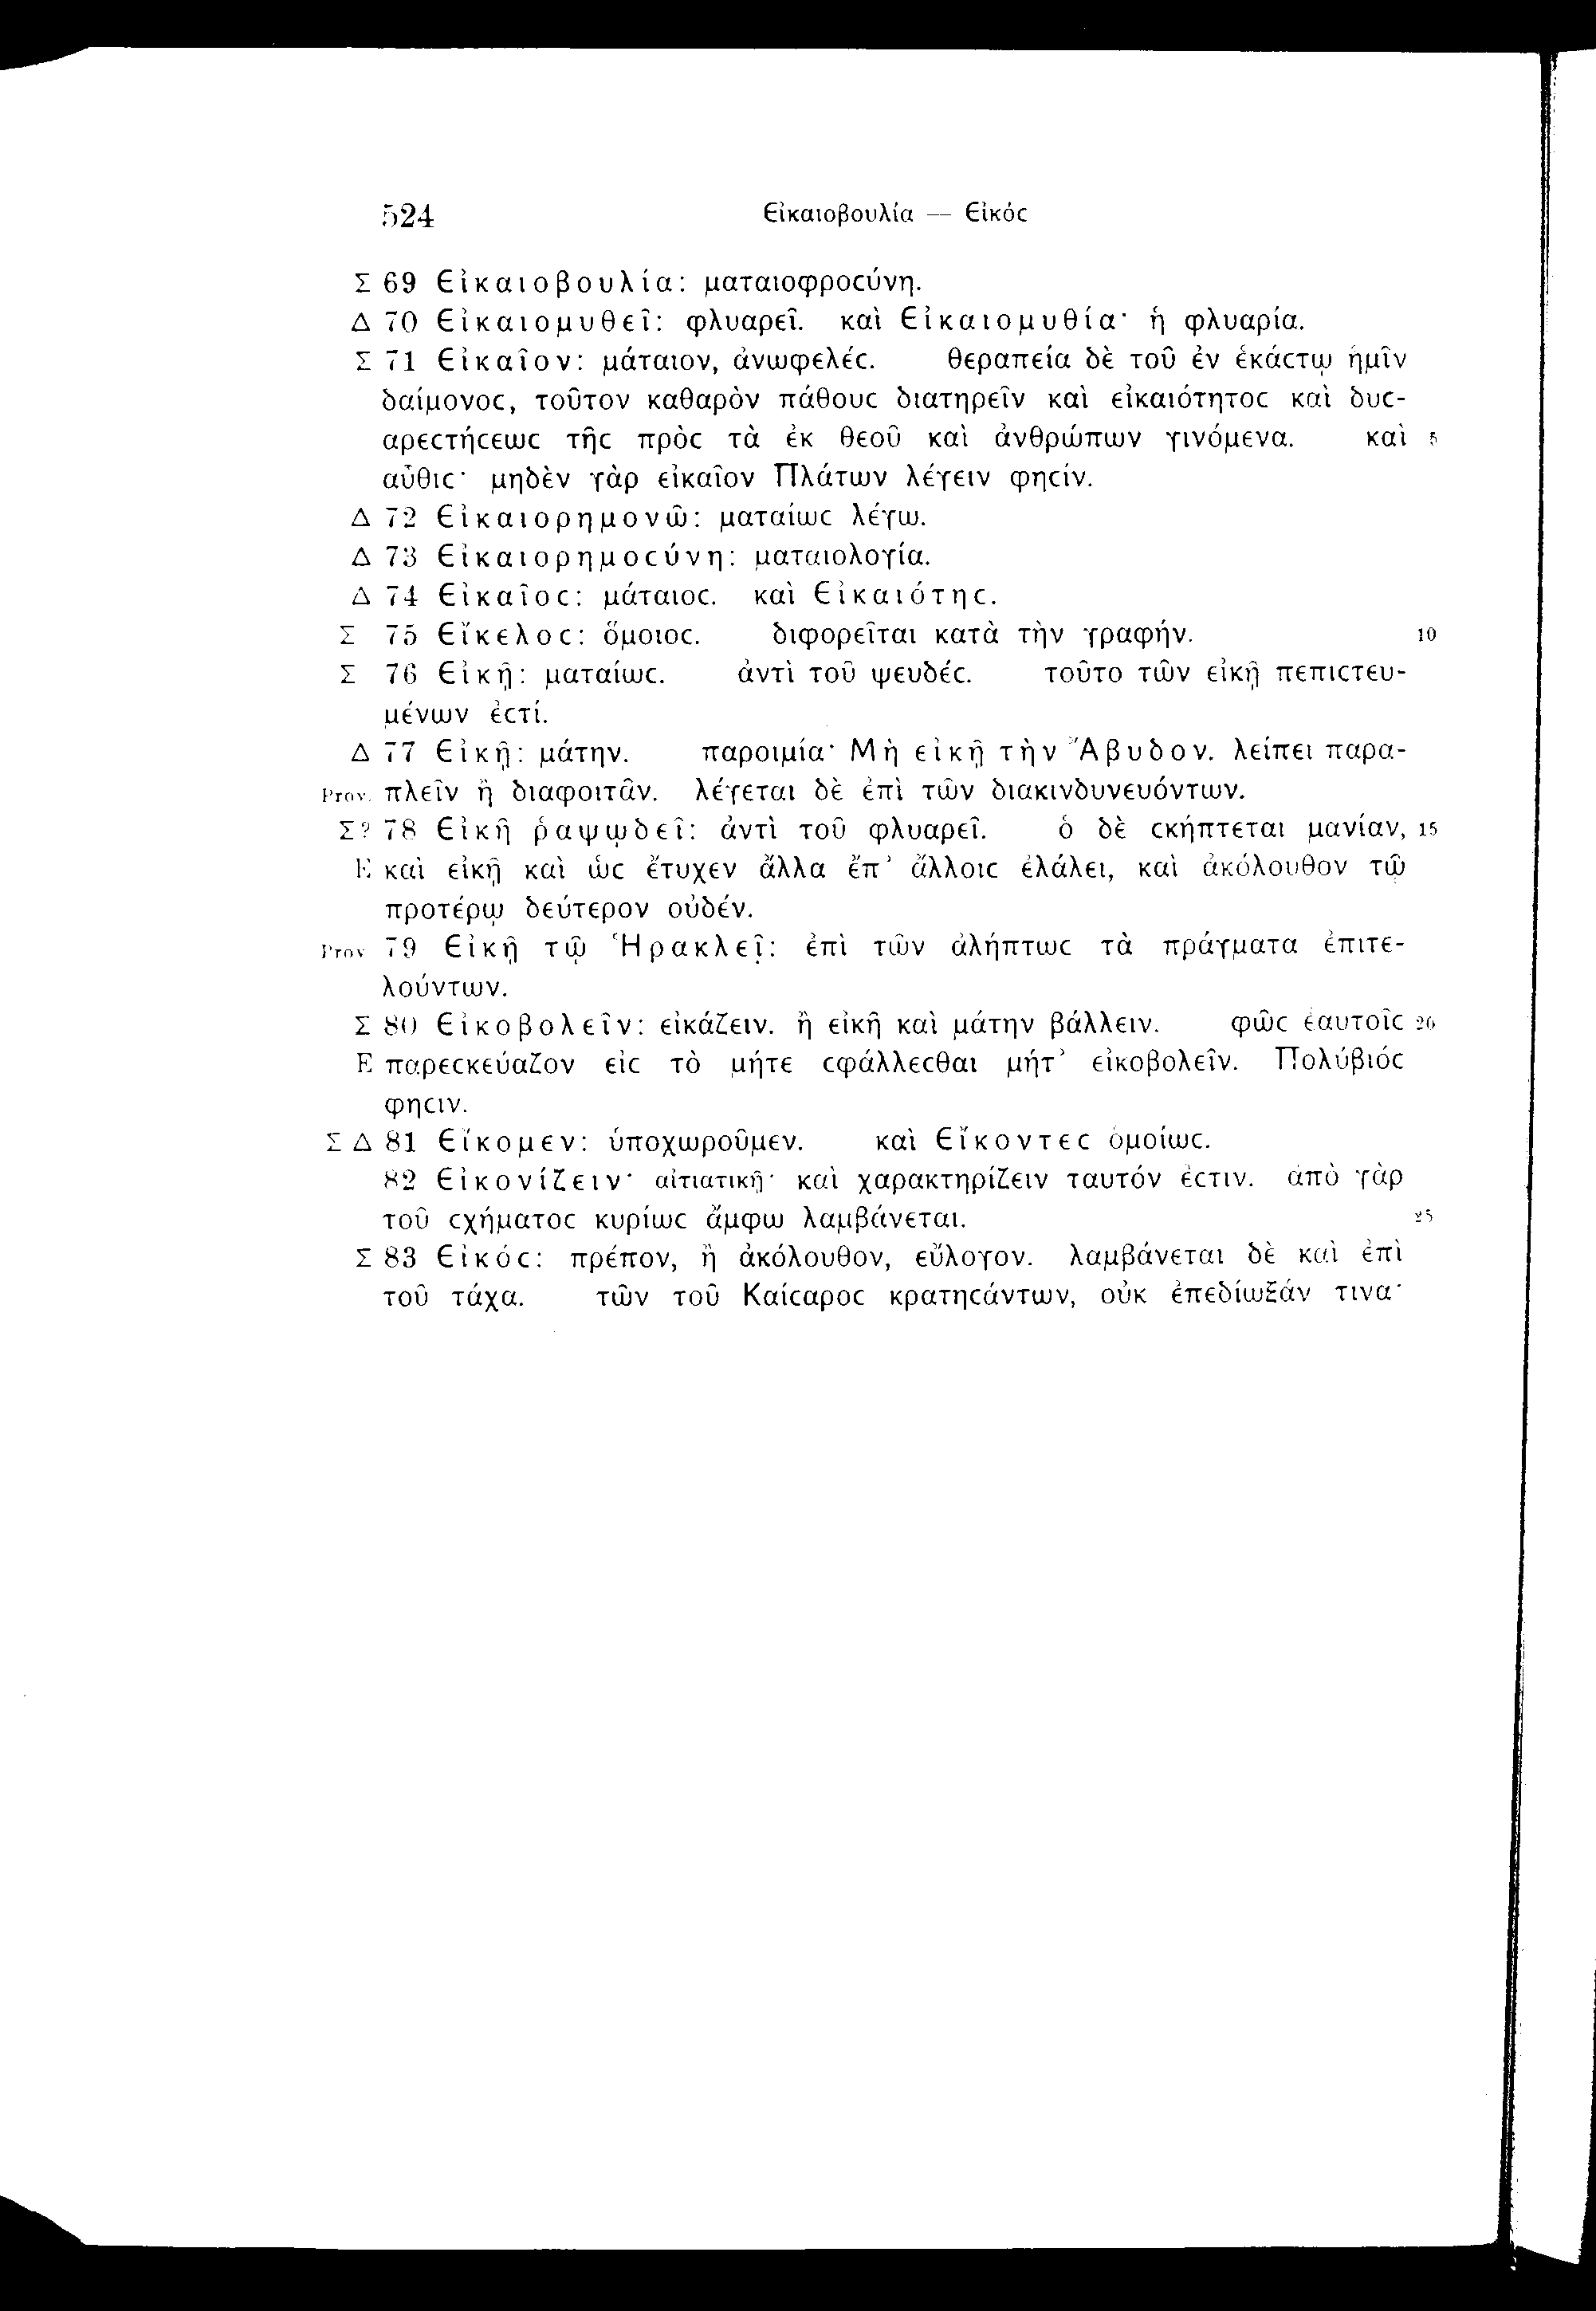 524 Εἰκαιοβουλία — Εἰκόϲ
Σ 69 Εἰκαιοβουλία: ματαιοφροϲύνη.
Δ 70 Εἰκαιομυθεῖ: φλυαρεῖ. καὶ Εἰκαιομυθία· ἡ φλυαρία.
Σ 71 Εἰκαῖον: μάταιον, ἀνωφελέϲ. θεραπεία δὲ τοῦ ἐν ἑκάϲτῳ ἡμῖν
δαίμονοϲ, τοῦτον καθαρὸν πάθουϲ διατηρεῖν καὶ εἰκαιότητοϲ καὶ δυϲ-
αρεϲτήϲεωϲ τῆϲ πρὸϲ τὰ ἐκ θεοῦ καὶ ἀνθρώπων γινόμενα. καὶ 5
αὖθιϲ· μηδὲν γὰρ εἰκαῖον Πλάτων λέγειν φηϲίν.
Δ 72 Εἰκαιορημονῶ: ματαίωϲ λέγω.
Δ 73 Εἰκαιορημοϲύνη: ματαιολογία.
Δ 74 Εἰκαῖοϲ: μάταιοϲ. καὶ Εἰκαιότηϲ.
Σ 75 Εἴκελοϲ: ὅμοιοϲ. διφορεῖται κατὰ τὴν γραφήν. 10
Σ 76 Εἰκῇ: ματαίωϲ. ἀντὶ τοῦ ψευδέϲ. τοῦτο τῶν εἰκῇ πεπιϲτευ-
μένων ἐϲτί.
Δ 77 Εἰκῇ: μάτην. παροιμία· Μὴ εἰκῇ τὴν Ἄβυδον. λείπει παρα-
Prov. πλεῖν ἢ διαφοιτᾶν. λέγεται δὲ ἐπὶ τῶν διακινδυνευόντων.
Σ? 78 Εἰκῆ ῥαψῳδεῖ: ἀντὶ τοῦ φλυαρεῖ. ὁ δὲ ϲκήπτεται μανίαν, 15
E καὶ εἰκῇ καὶ ὡϲ ἔτυχεν ἄλλα ἐπ’ ἄλλοιϲ ἐλάλει, καὶ ἀκόλουθον τῷ
προτέρῳ δεύτερον οὐδέν.
Prov 79 Εἰκῇ τῷ Ἡρακλεῖ: ἐπὶ τῶν ἀλήπτωϲ τὰ πράγματα ἐπιτε-
λούντων.
Σ 80 Εἰκοβολεῖν: εἰκάζειν. ἢ εἰκῆ καὶ μάτην βάλλειν. φῶϲ ἑαυτοῖϲ 20
E παρεϲκεύαζον εἰϲ τὸ μήτε ϲφάλλεϲθαι μήτ’ εἰκοβολεῖν. Πολύβιόϲ
φηϲιν.
Σ Δ 81 Εἴκομεν: ὑποχωροῦμεν. καὶ Εἴκοντεϲ ὁμοίωϲ.
82 Εἰκονίζειν· αἰτιατικῇ· καὶ χαρακτηρίζειν ταυτόν ἐϲτιν. ἀπὸ γὰρ
τοῦ ϲχήματοϲ κυρίωϲ ἄμφω λαμβάνεται. 25
Σ 83 Εἰκόϲ: πρέπον, ἢ ἀκόλουθον, εὔλογον. λαμβάνεται δὲ καὶ ἐπὶ
τοῦ τάχα. τῶν τοῦ Καίϲαροϲ κρατηϲάντων, οὐκ ἐπεδίωξάν τινα·